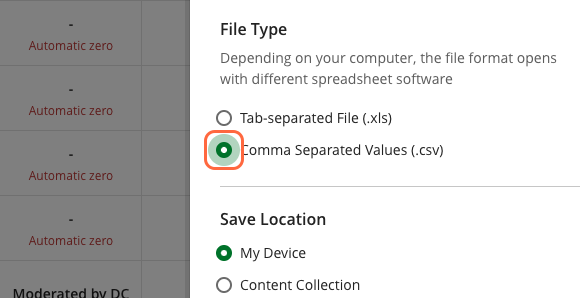 -
Automatic zero
-
Automatic zero
-
Automatic zero
-
Automatic zero
Moderated by DC
File Type
Depending on your computer, the file format opens
with different spreadsheet software
Tab-separated File (.xls)
Comma Separated Values (.csv)
Save Location
My Device
Content Collection